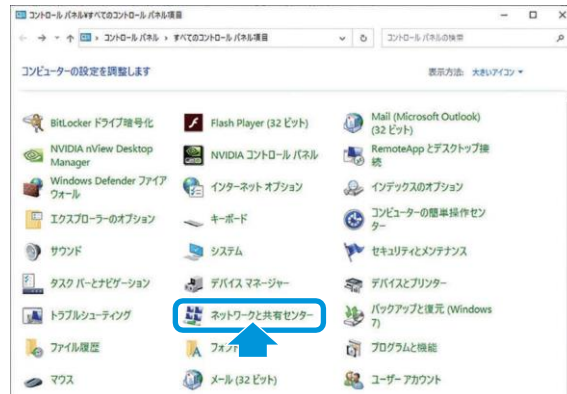 コントロール パネル¥すべてのコントロール パネル項目
コントロール パネル › すべてのコントロール パネル項目
コントロール パネルの検索
コンピューターの設定を調整します
表示方法: 大きいアイコン
BitLocker ドライブ暗号化
Flash Player (32 ビット)
Mail (Microsoft Outlook)
(32 ビット)
NVIDIA nView Desktop
Manager
NVIDIA コントロール パネル
RemoteApp とデスクトップ接
続
Windows Defender ファイア
ウォール
インターネット オプション
インデックスのオプション
エクスプローラーのオプション
キーボード
コンピューターの簡単操作セン
ター
サウンド
システム
セキュリティとメンテナンス
タスク バーとナビゲーション
デバイス マネージャー
デバイスとプリンター
トラブルシューティング
ネットワークと共有センター
バックアップと復元 (Windows
7)
ファイル履歴
フォント
プログラムと機能
マウス
メール (32 ビット)
ユーザー アカウント